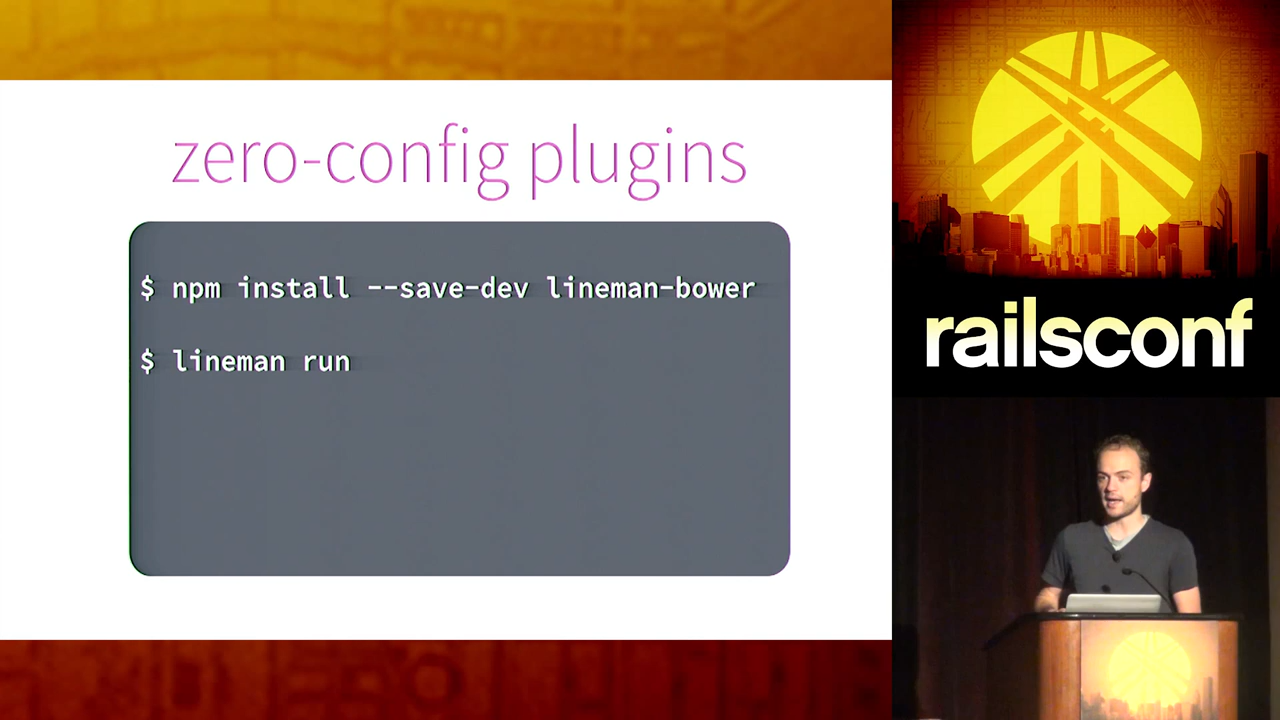 zero-config plugins
$ npm install --save-dev lineman-bower
$ lineman run
railsconf